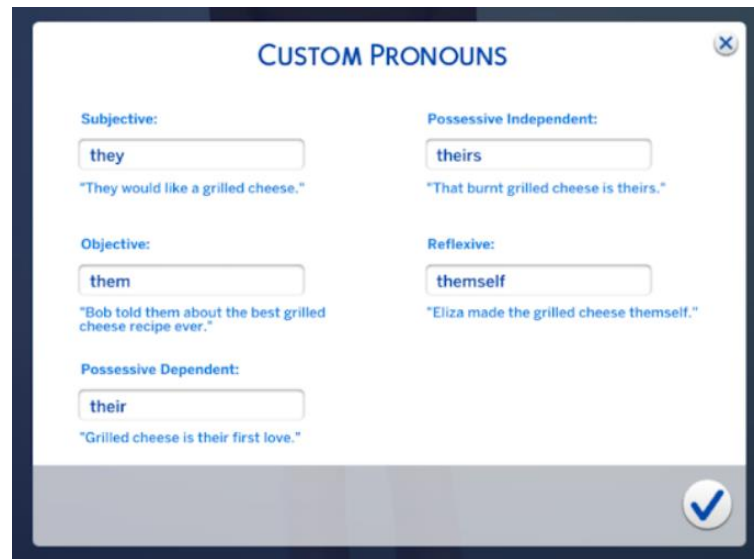 CUSTOM PRONOUNS
Subjective:
they
"They would like a grilled cheese."
Objective:
them
"Bob told them about the best grilled
cheese recipe ever."
Possessive Dependent:
their
"Grilled cheese is their first love."
Possessive Independent:
theirs
"That burnt grilled cheese is theirs."
Reflexive:
themself
"Eliza made the grilled cheese themself."